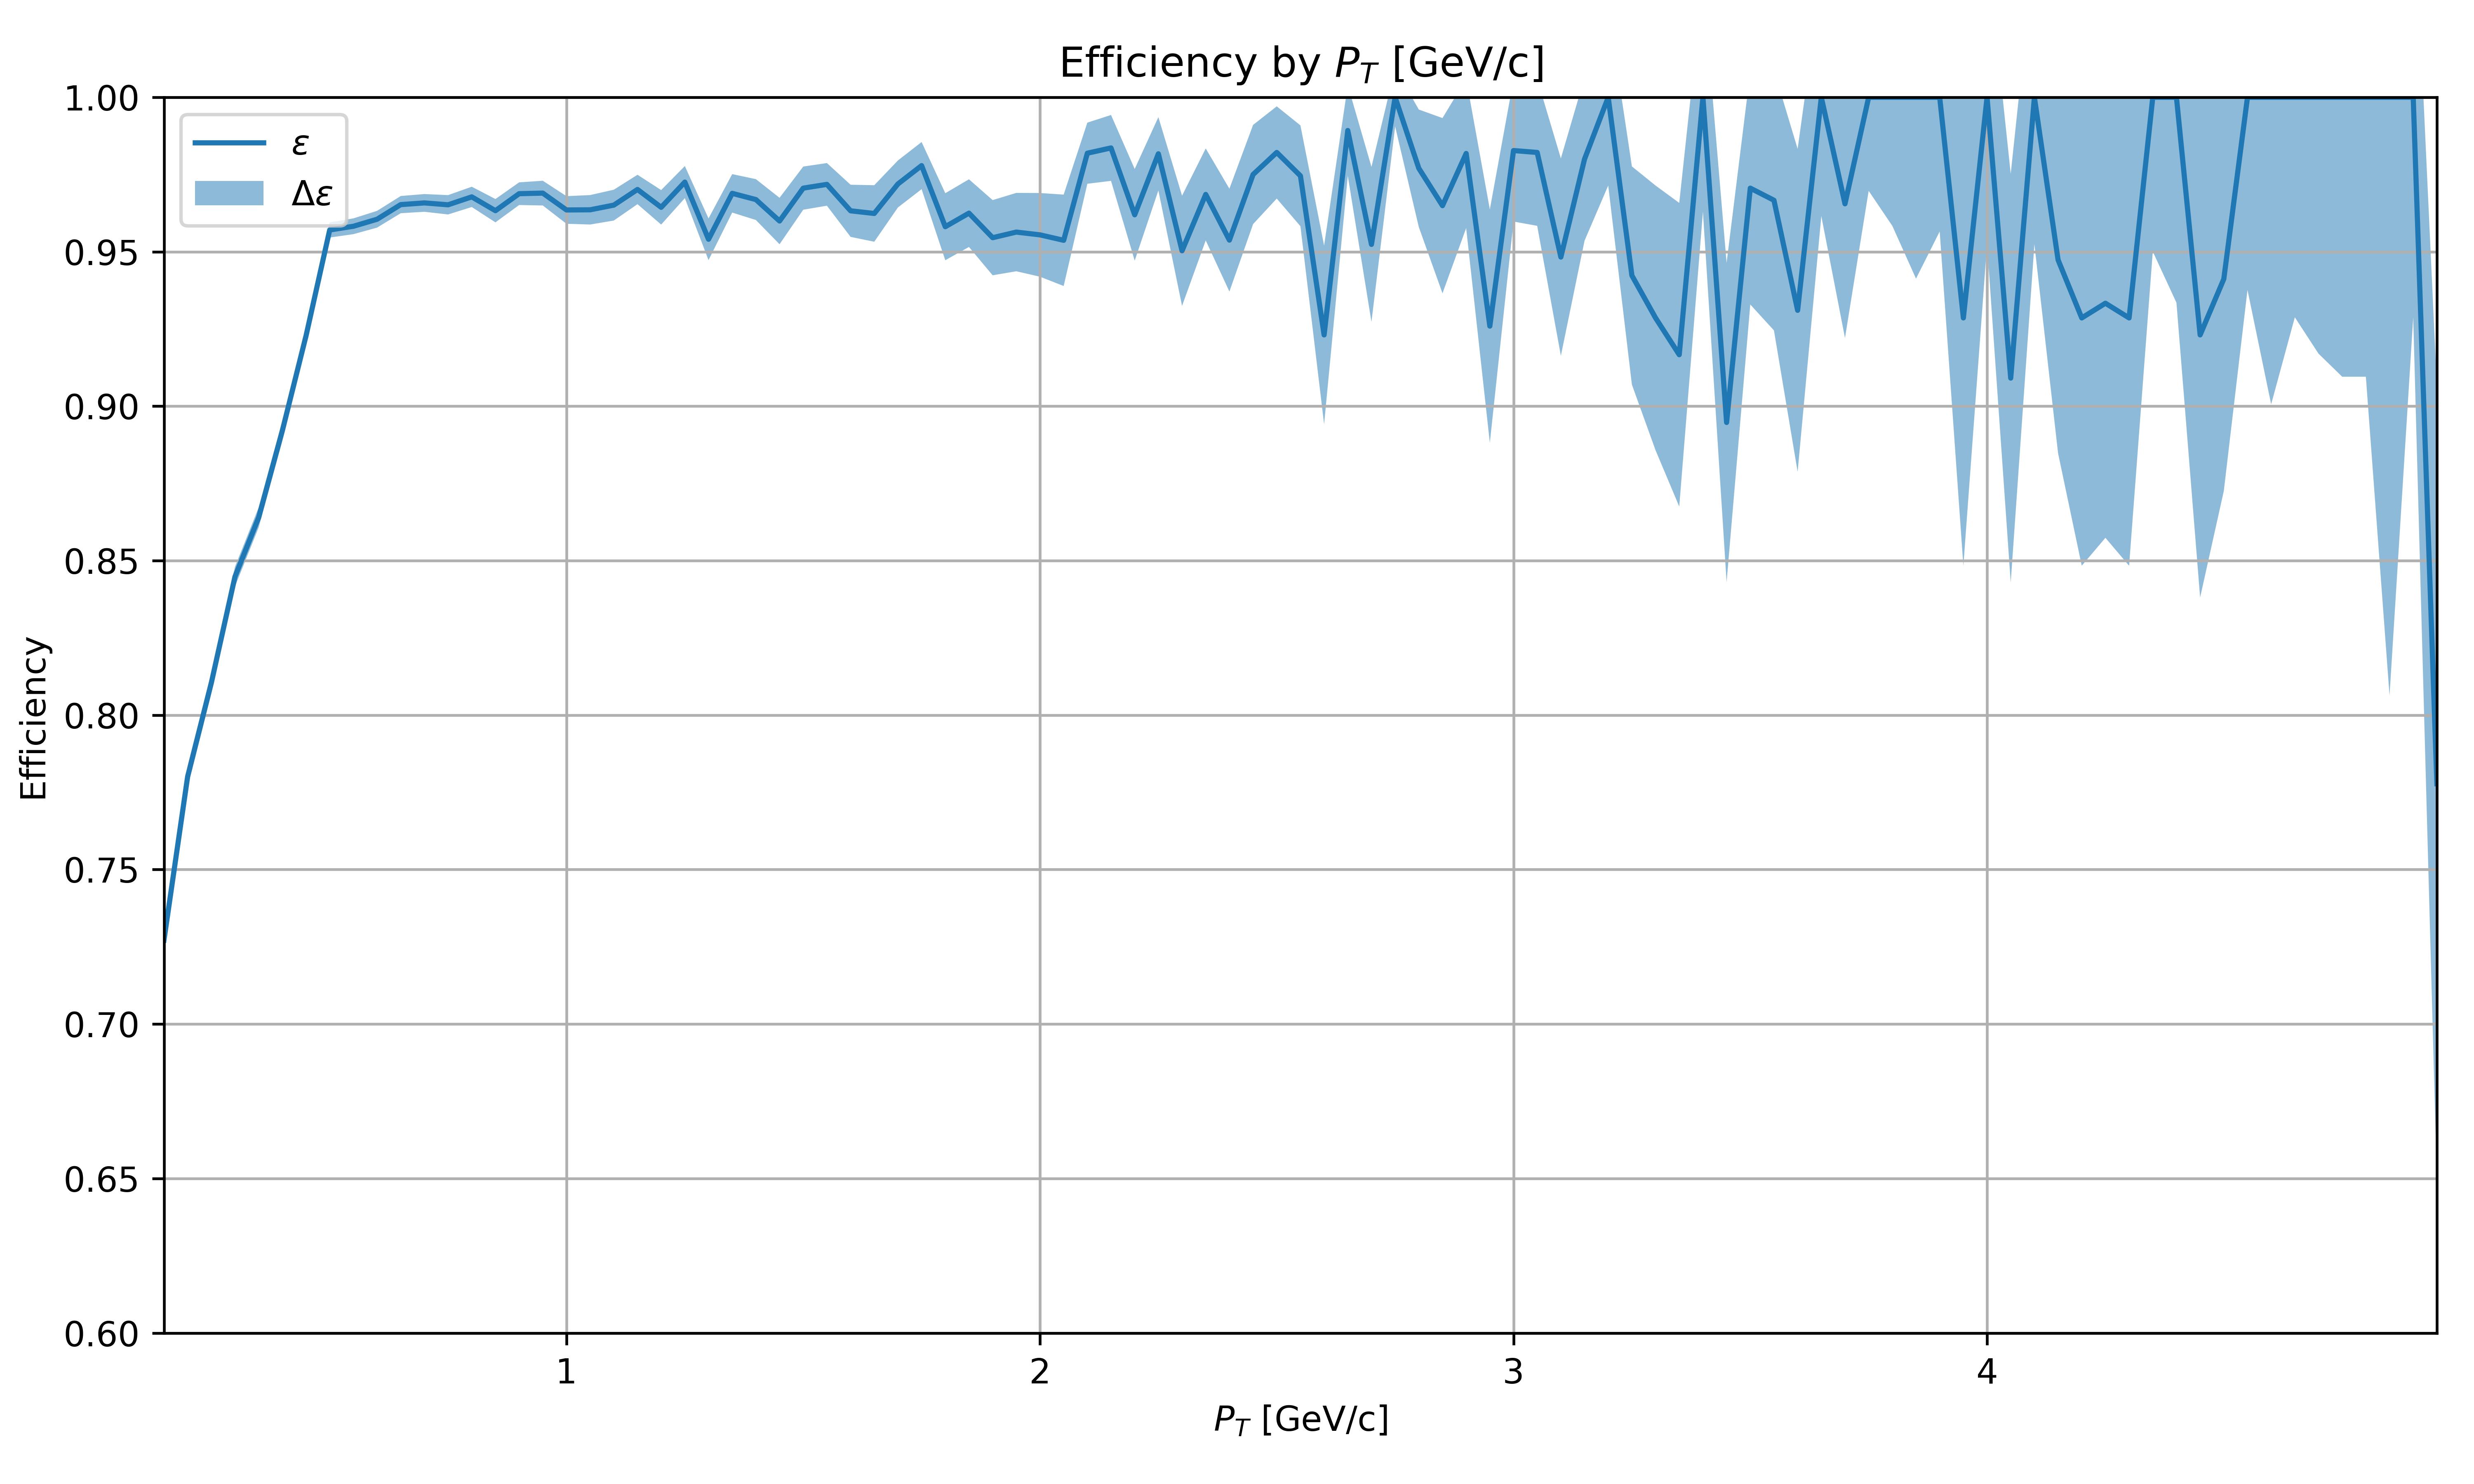 Efficiency by P_T [GeV/c]
ε
Δε
1.00
0.95
0.90
0.85
0.80
0.75
0.70
0.65
0.60
Efficiency
1 2 3 4
P_T [GeV/c]